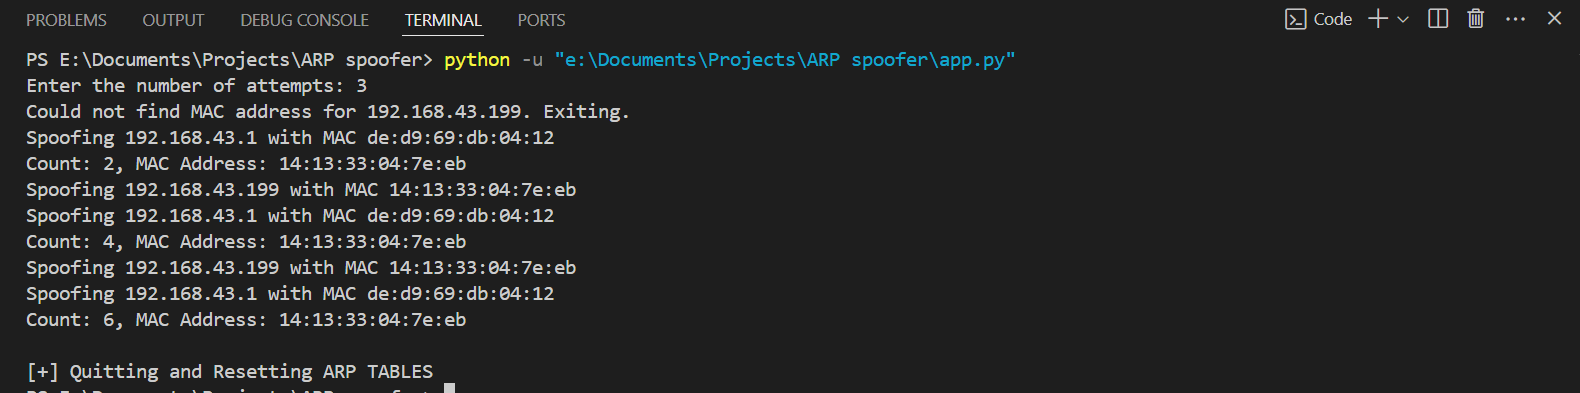 PROBLEMS OUTPUT DEBUG CONSOLE TERMINAL PORTS Code
PS E:\Documents\Projects\ARP spoofer> python -u "e:\Documents\Projects\ARP spoofer\app.py"
Enter the number of attempts: 3
Could not find MAC address for 192.168.43.199. Exiting.
Spoofing 192.168.43.1 with MAC de:d9:69:db:04:12
Count: 2, MAC Address: 14:13:33:04:7e:eb
Spoofing 192.168.43.199 with MAC 14:13:33:04:7e:eb
Spoofing 192.168.43.1 with MAC de:d9:69:db:04:12
Count: 4, MAC Address: 14:13:33:04:7e:eb
Spoofing 192.168.43.199 with MAC 14:13:33:04:7e:eb
Spoofing 192.168.43.1 with MAC de:d9:69:db:04:12
Count: 6, MAC Address: 14:13:33:04:7e:eb
[+] Quitting and Resetting ARP TABLES